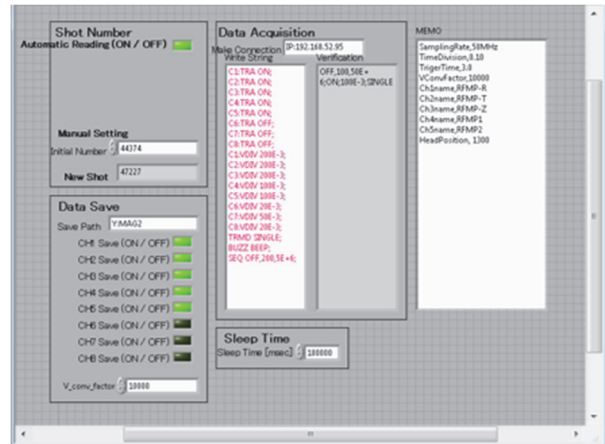 Shot Number
Automatic Reading (ON / OFF)
Manual Setting
Initial Number 44374
New Shot 47227
Data Save
Save Path Y:MAG2
CH1 Save (ON / OFF)
CH2 Save (ON / OFF)
CH3 Save (ON / OFF)
CH4 Save (ON / OFF)
CH5 Save (ON / OFF)
CH6 Save (ON / OFF)
CH7 Save (ON / OFF)
CH8 Save (ON / OFF)
V_conv_factor 10000
Data Acquisition
Make Connection IP:192.168.52.95
Write String
C1:TRA ON;
C2:TRA ON;
C3:TRA ON;
C4:TRA ON;
C5:TRA ON;
C6:TRA OFF;
C7:TRA OFF;
C8:TRA OFF;
C1:VDIV 200E-3;
C2:VDIV 200E-3;
C3:VDIV 200E-3;
C4:VDIV 100E-3;
C5:VDIV 100E-3;
C6:VDIV 20E-3;
C7:VDIV 50E-3;
C8:VDIV 20E-3;
TRMD SINGLE;
BUZZ BEEP;
SEQ OFF,200,5E+6;
Verification
OFF,100,50E+
6;ON;100E-3;SINGLE
Sleep Time
Sleep Time [msec] 100000
MEMO
SamplingRate,50MHz
TimeDivision,0.10
TrigerTime,3.0
VConvFactor,10000
Ch1name,RFMP-R
Ch2name,RFMP-T
Ch3name,RFMP-Z
Ch4name,RFMP1
Ch5name,RFMP2
HeadPosition, 1300